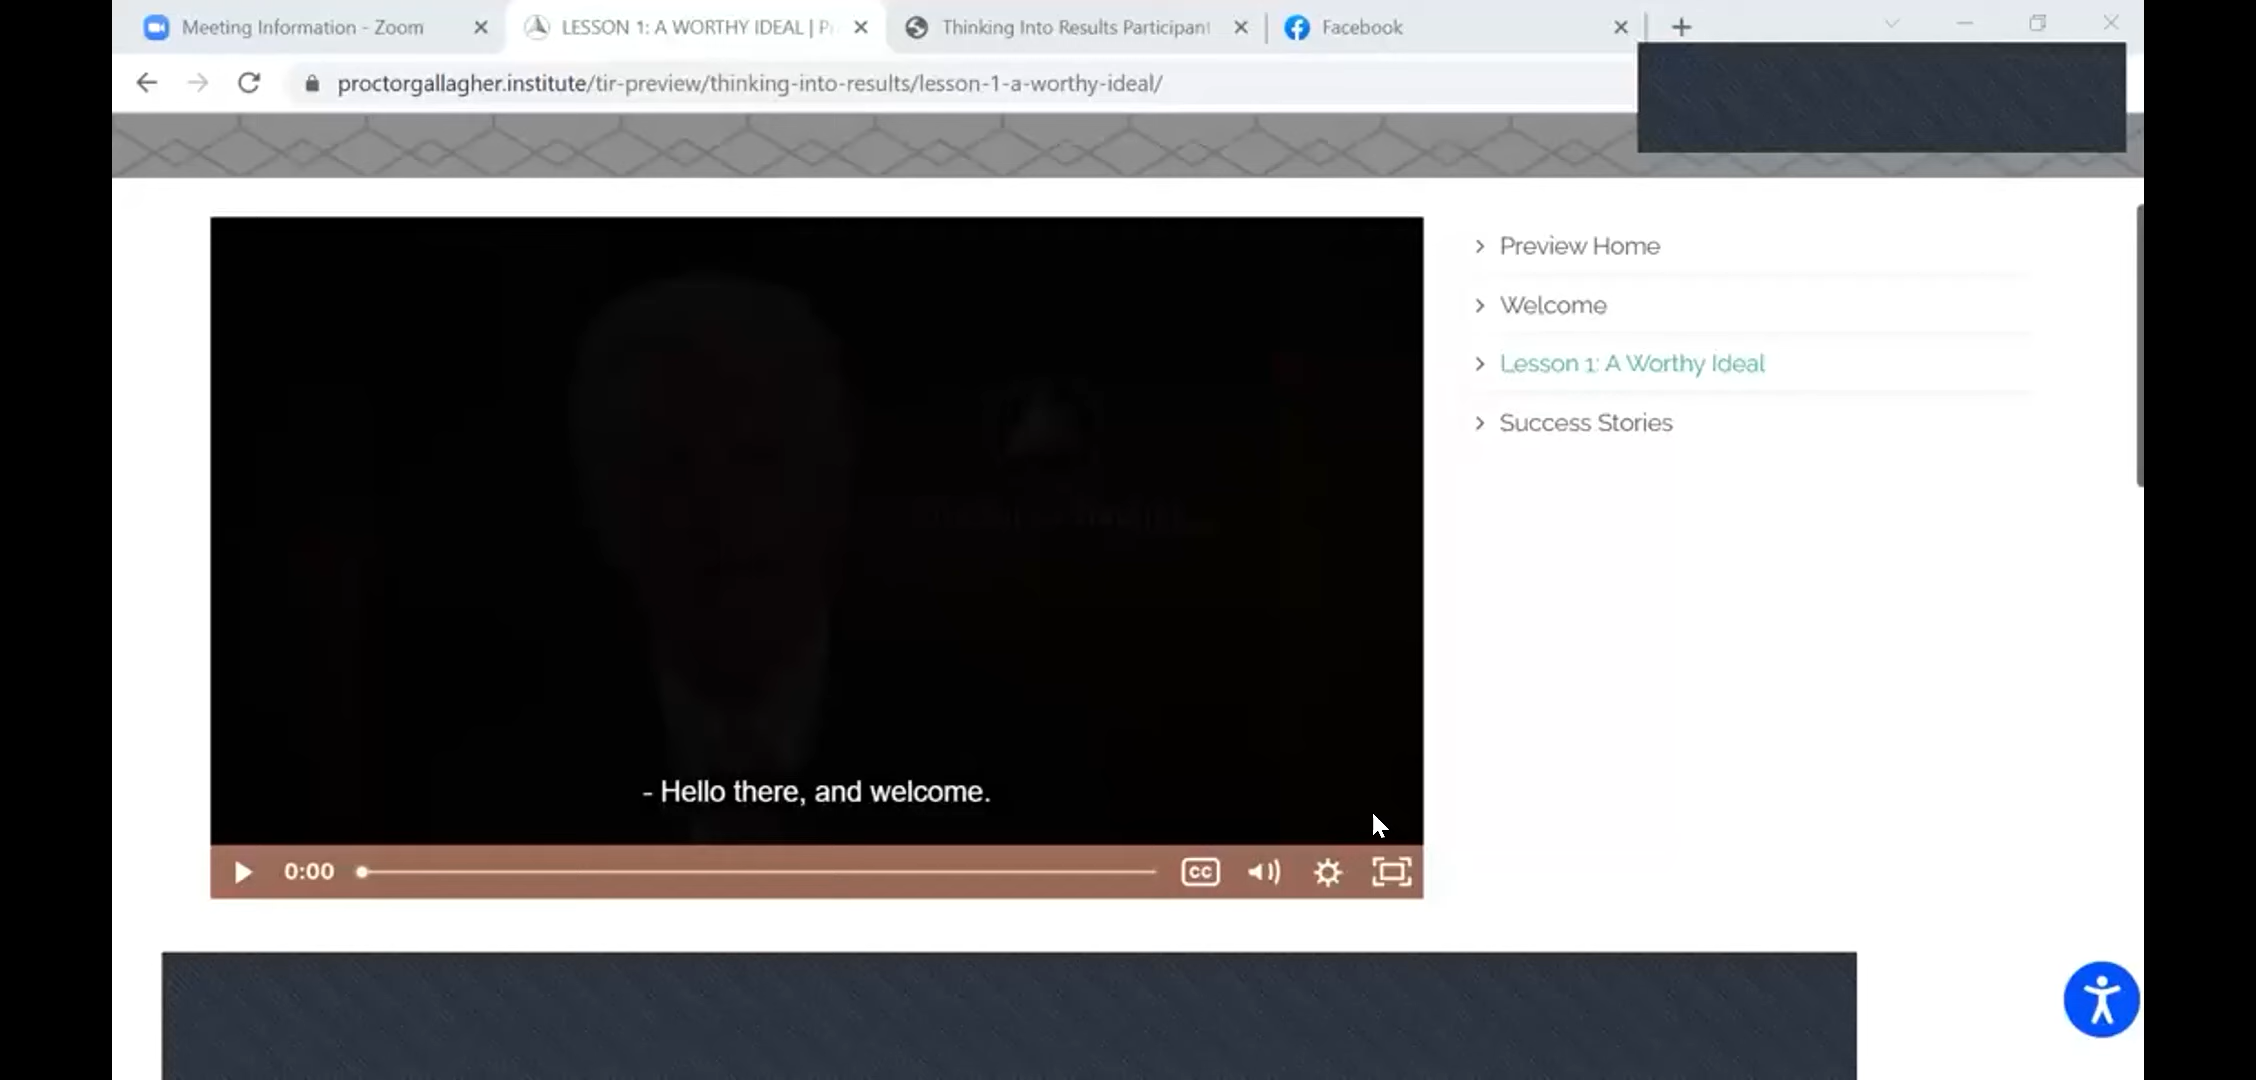 Meeting Information - Zoom
LESSON 1: A WORTHY IDEAL | P
Thinking Into Results Participant
Facebook
proctorgallagher.institute/tir-preview/thinking-into-results/lesson-1-a-worthy-ideal/
Preview Home
Welcome
Lesson 1: A Worthy Ideal
Success Stories
- Hello there, and welcome.
0:00
CC